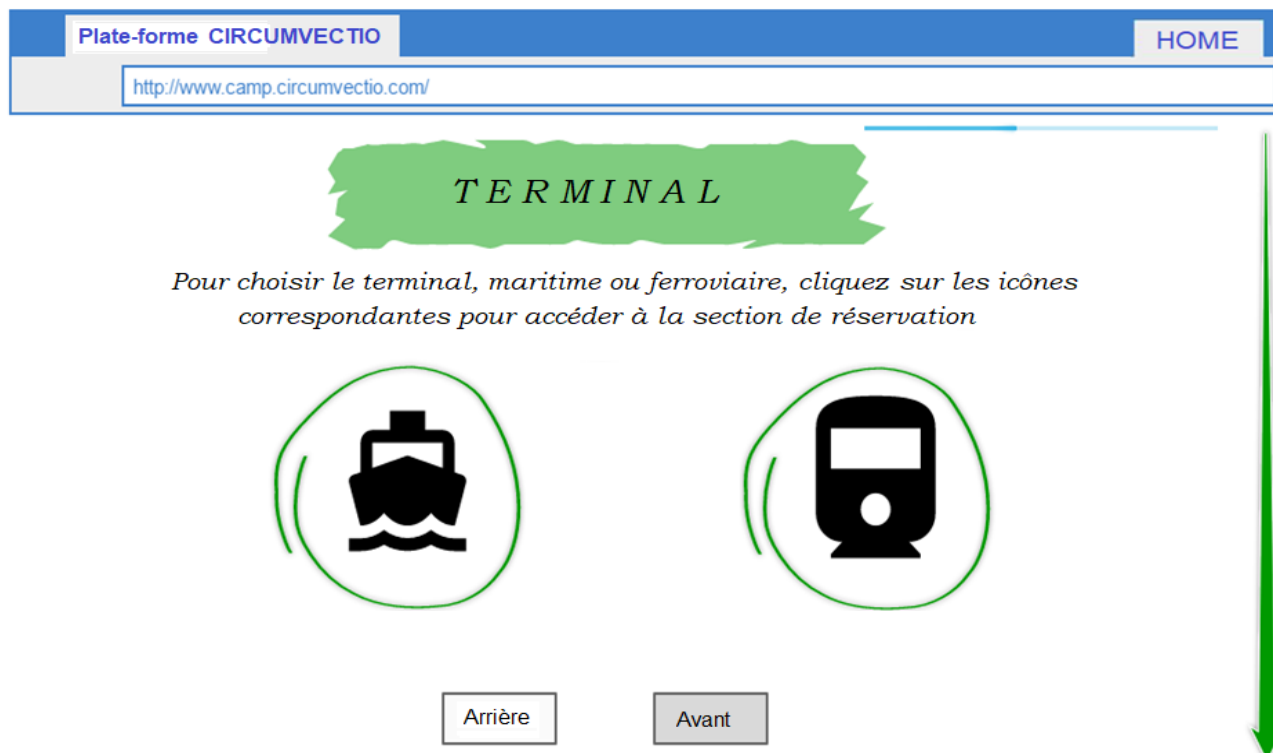 Plate-forme CIRCUMVECTIO
HOME
http://www.camp.circumvectio.com/
TERMINAL
Pour choisir le terminal, maritime ou ferroviaire, cliquez sur les icônes
correspondantes pour accéder à la section de réservation
Arrière
Avant